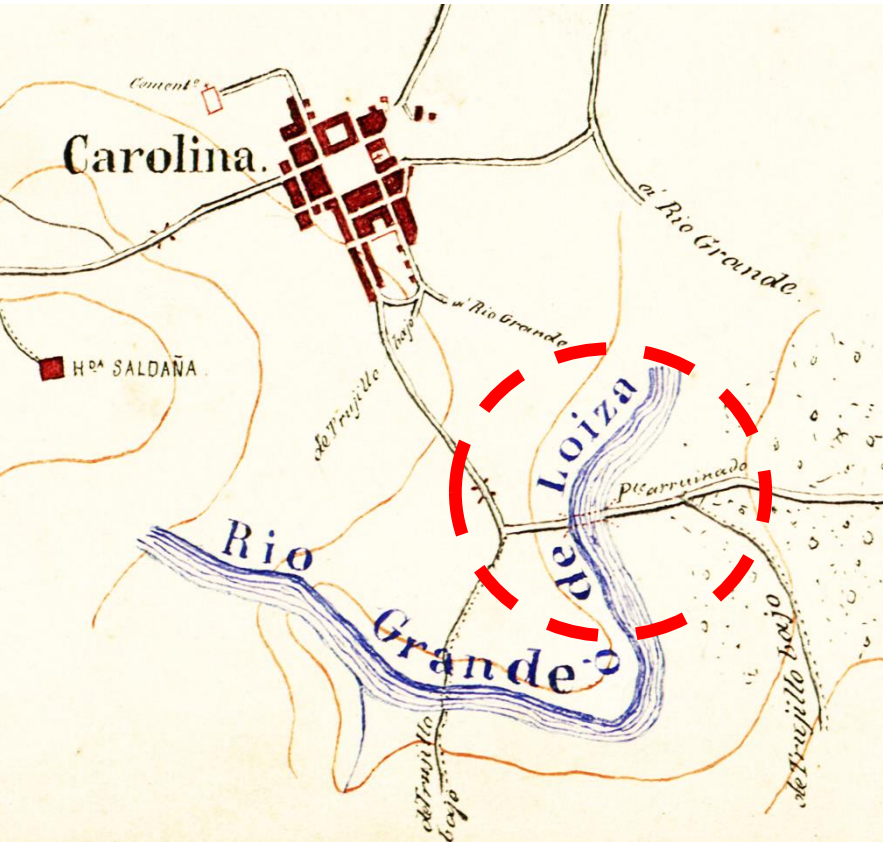 Cement.º
Carolina.
á Rio Grande.
á Rio Grande
de Trujillo bajo
Hᴰᴬ SALDAÑA.
Rio Grande ó de Loiza
Pᵗᵉ arruinado
de Trujillo bajo
de Trujillo bajo